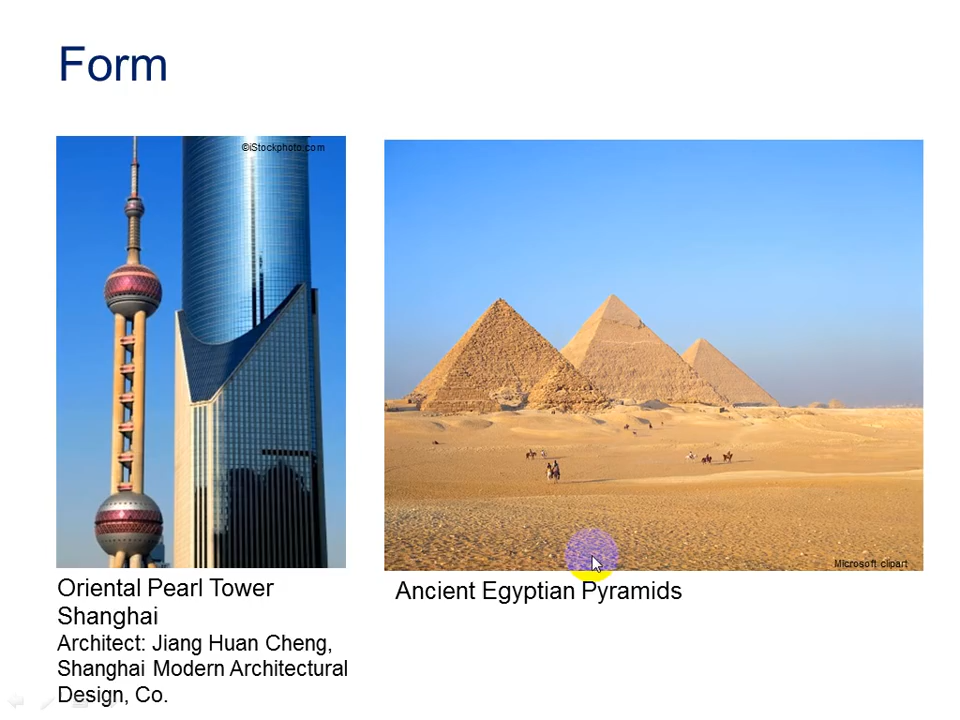 Form
©iStockphoto.com
Microsoft clipart
Oriental Pearl Tower
Shanghai
Architect: Jiang Huan Cheng,
Shanghai Modern Architectural
Design, Co.
Ancient Egyptian Pyramids